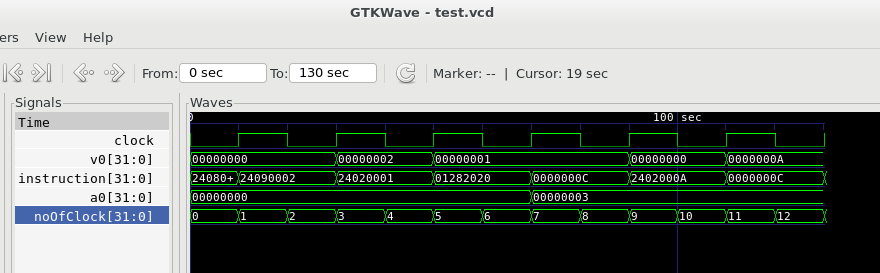 GTKWave - test.vcd
ers View Help
From: 0 sec To: 130 sec Marker: -- | Cursor: 19 sec
Signals Waves
Time 0 100 sec
clock
v0[31:0] 00000000 00000002 00000001 00000000 0000000A
instruction[31:0] 24080+ 24090002 24020001 01282020 0000000C 2402000A 0000000C
a0[31:0] 00000000 00000003
noOfClock[31:0] 0 1 2 3 4 5 6 7 8 9 10 11 12